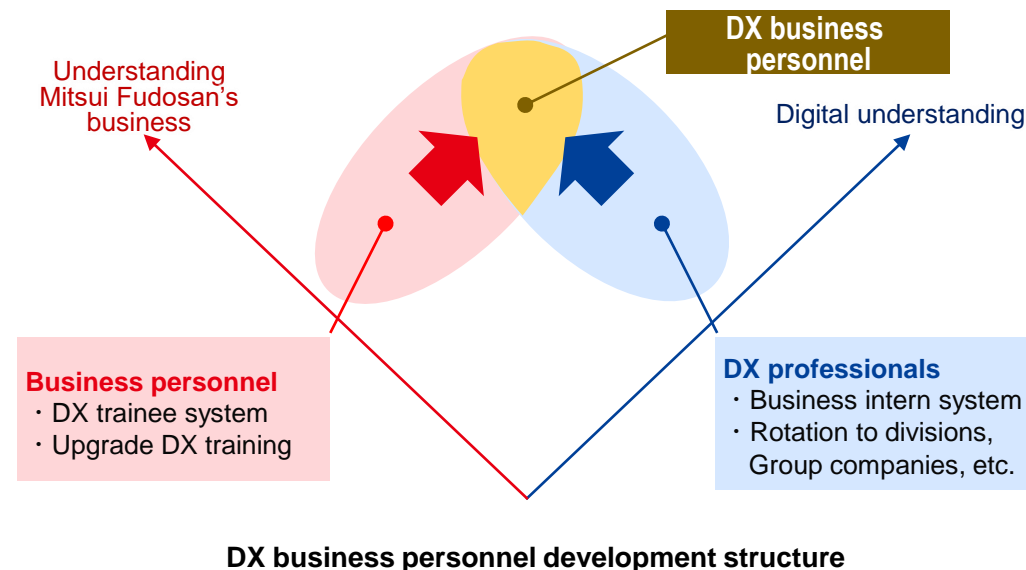 DX business
personnel
Understanding
Mitsui Fudosan’s
business
Digital understanding
Business personnel
・DX trainee system
・Upgrade DX training
DX professionals
・Business intern system
・Rotation to divisions,
Group companies, etc.
DX business personnel development structure